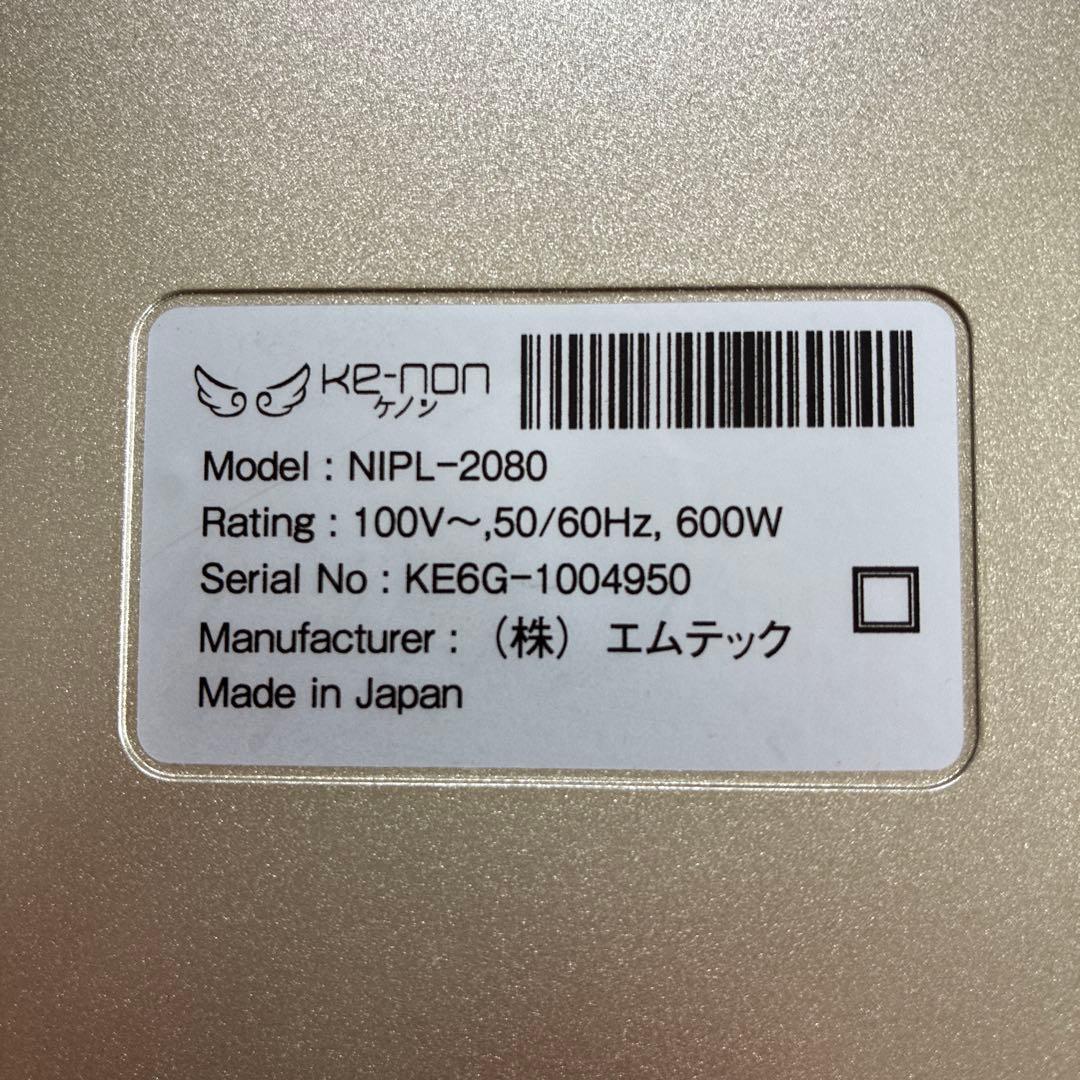 ke-non
ケノン
Model : NIPL-2080
Rating : 100V～,50/60Hz, 600W
Serial No : KE6G-1004950
Manufacturer : （株） エムテック
Made in Japan